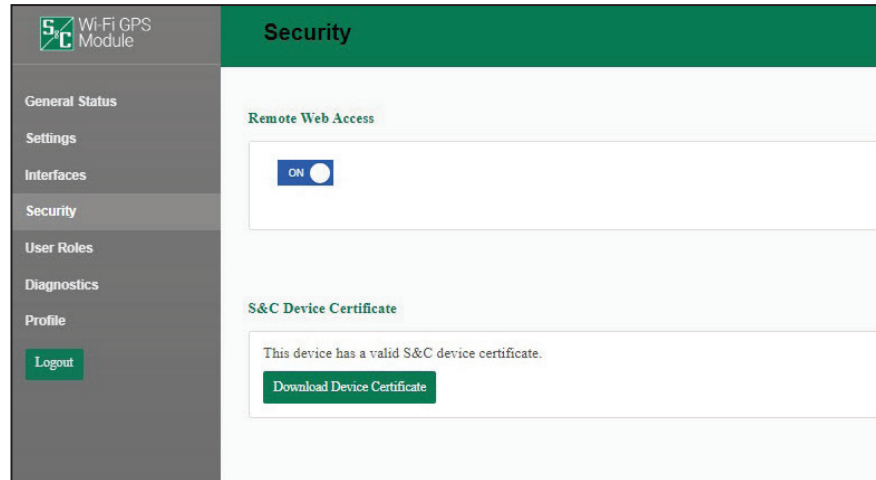 S&C Wi-Fi GPS
Module
Security
General Status
Settings
Interfaces
Security
User Roles
Diagnostics
Profile
Logout
Remote Web Access
ON
S&C Device Certificate
This device has a valid S&C device certificate.
Download Device Certificate